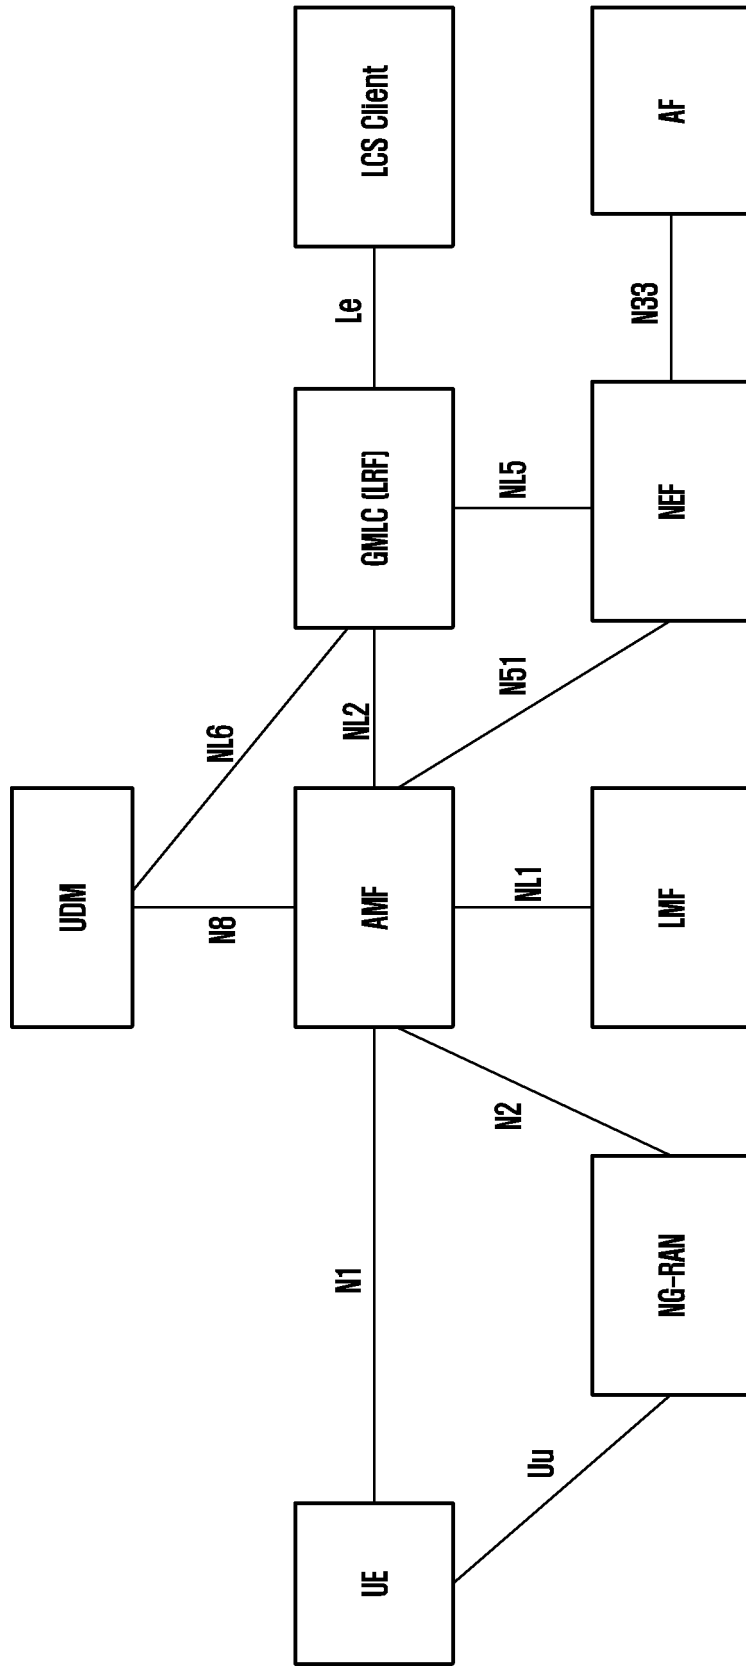 UDM
N8
NL6
UE
N1
AMF
NL2
GMLC (LRF)
Le
LCS Client
Uu
N2
NL1
N51
NL5
NG-RAN
LMF
NEF
N33
AF